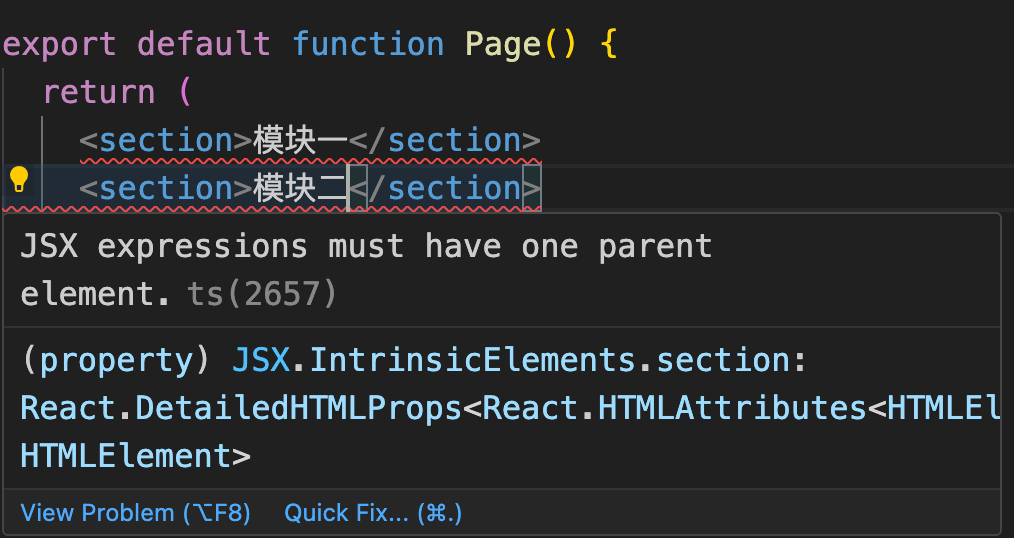 export default function Page() {
return (
<section>模块一</section>
<section>模块二</section>
JSX expressions must have one parent
element. ts(2657)
(property) JSX.IntrinsicElements.section:
React.DetailedHTMLProps<React.HTMLAttributes<HTMLEl
HTMLElement>
View Problem (⌥F8) Quick Fix... (⌘.)